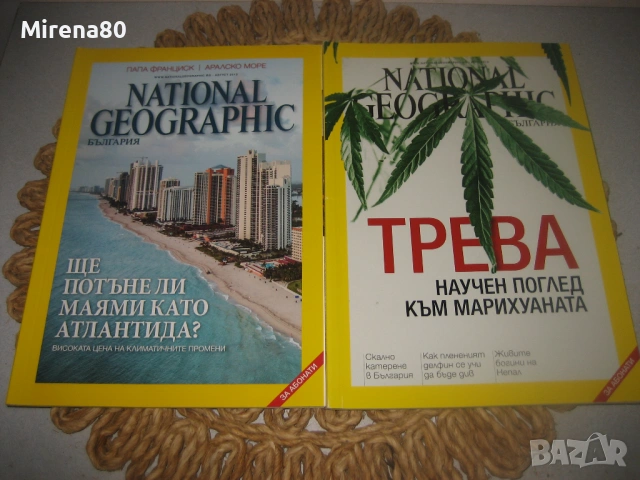 Mirena80
ПАПА ФРАНЦИСК | АРАЛСКО МОРЕ
NATIONAL
GEOGRAPHIC
БЪЛГАРИЯ
ЩЕ
ПОТЪНЕ ЛИ
МАЯМИ КАТО
АТЛАНТИДА?
ВИСОКАТА ЦЕНА НА КЛИМАТИЧНИТЕ ПРОМЕНИ
ЗА АБОНАТИ
NATIONAL
GEOGRAPHIC
БЪЛГАРИЯ
ТРЕВА
НАУЧЕН ПОГЛЕД
КЪМ МАРИХУАНАТА
Скално
катерене
в България
Как плененият
делфин се учи
да бъде див
Живите
богини на
Непал
ЗА АБОНАТИ
BAZAR